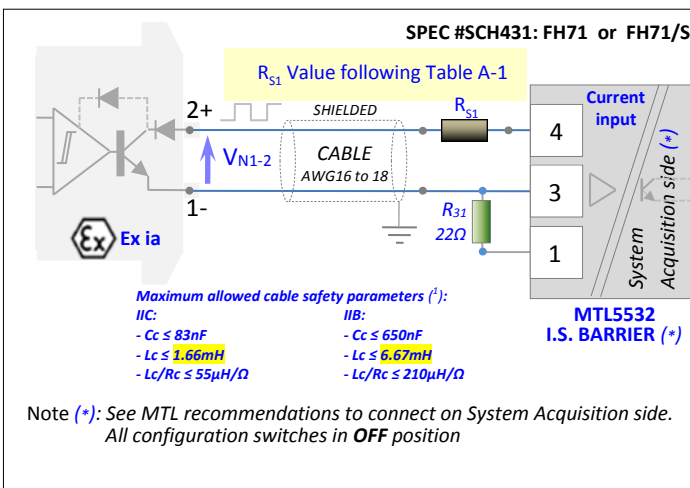 SPEC #SCH431: FH71 or FH71/S
RS1 Value following Table A-1
2+
SHIELDED
RS1
Current
input
4
VN1-2
CABLE
AWG16 to 18
3
1-
R31
22Ω
1
System
Acquisition side (*)
Ex
Ex ia
MTL5532
I.S. BARRIER (*)
Maximum allowed cable safety parameters (1):
IIC:
- Cc ≤ 83nF
- Lc ≤ 1.66mH
- Lc/Rc ≤ 55µH/Ω
IIB:
- Cc ≤ 650nF
- Lc ≤ 6.67mH
- Lc/Rc ≤ 210µH/Ω
Note (*): See MTL recommendations to connect on System Acquisition side.
All configuration switches in OFF position